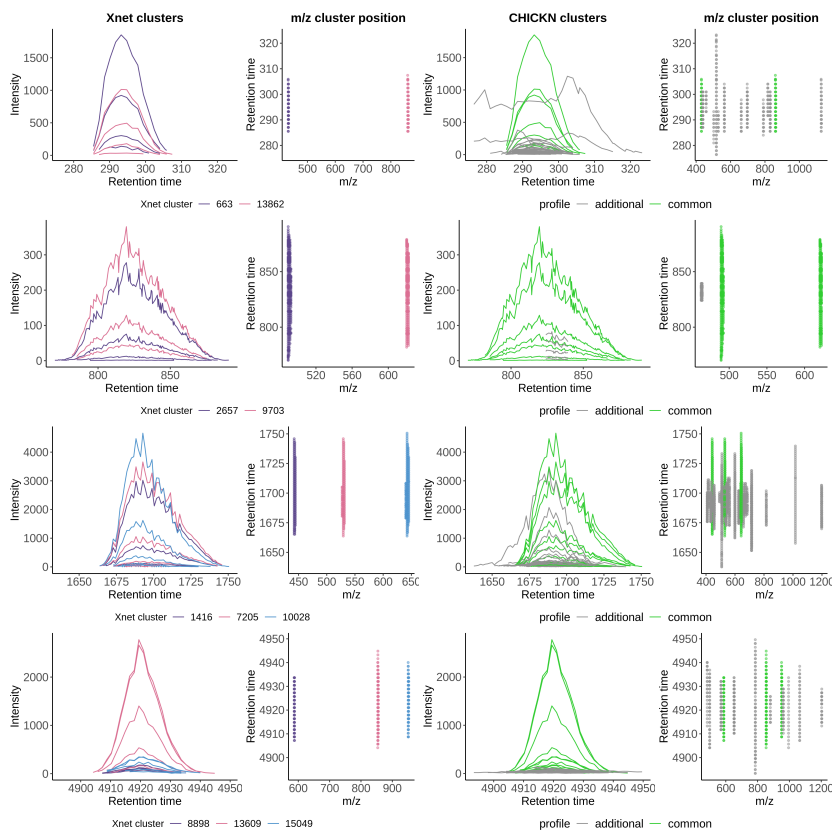 Xnet clusters
m/z cluster position
CHICKN clusters
m/z cluster position
Intensity
1500
1000
500
0
280 290 300 310 320
Retention time
Retention time
320
310
300
290
280
500 600 700 800
m/z
Intensity
1500
1000
500
0
280 290 300 310 320
Retention time
Retention time
320
310
300
290
280
400 600 800 1000
m/z
Xnet cluster 663 13862
profile additional common
Intensity
300
200
100
0
800 850
Retention time
Retention time
850
800
520 560 600
m/z
Intensity
300
200
100
0
800 850
Retention time
Retention time
850
800
500 550 600
m/z
Xnet cluster 2657 9703
profile additional common
Intensity
4000
3000
2000
1000
0
1650 1675 1700 1725 1750
Retention time
Retention time
1750
1725
1700
1675
1650
450 500 550 600 650
m/z
Intensity
4000
3000
2000
1000
0
1650 1675 1700 1725 1750
Retention time
Retention time
1750
1700
1650
400 600 800 1000 1200
m/z
Xnet cluster 1416 7205 10028
profile additional common
Intensity
2000
1000
0
4900 4910 4920 4930 4940 4950
Retention time
Retention time
4950
4940
4930
4920
4910
4900
600 700 800 900
m/z
Intensity
2000
1000
0
4900 4910 4920 4930 4940 4950
Retention time
Retention time
4950
4940
4930
4920
4910
4900
600 800 1000 1200
m/z
Xnet cluster 8898 13609 15049
profile additional common